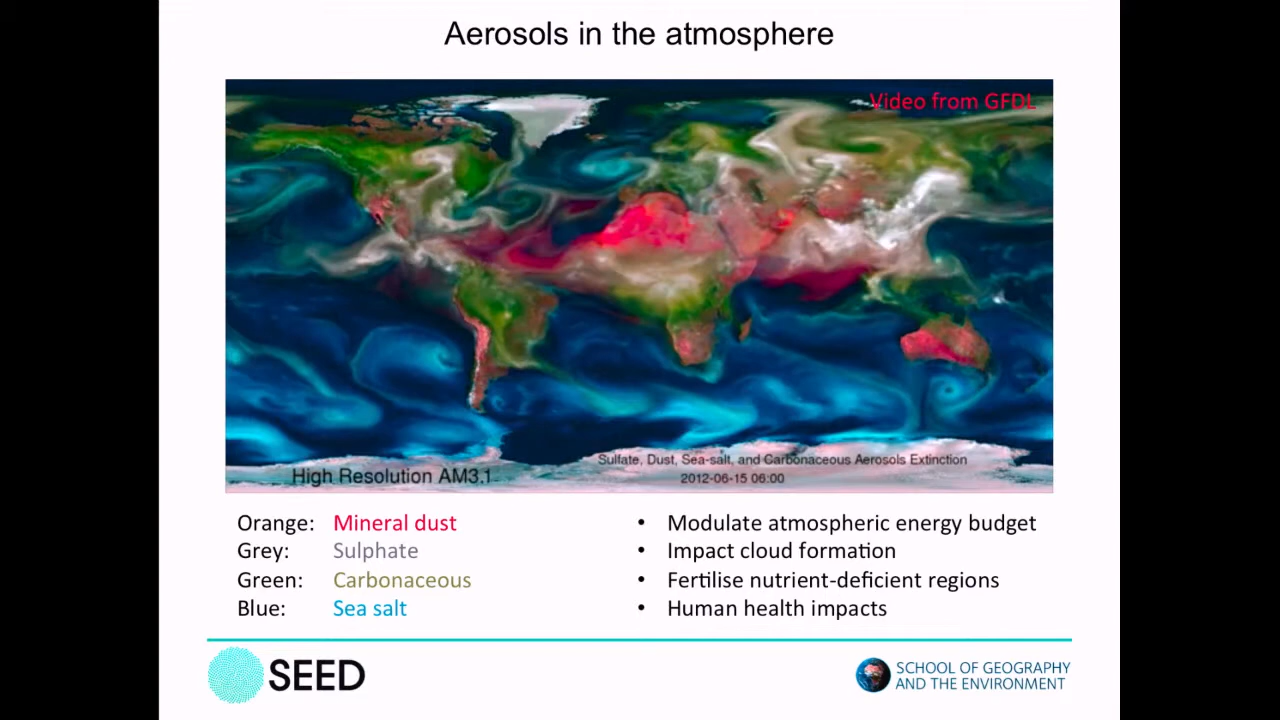 Aerosols in the atmosphere
Video from GFDL
Sulfate, Dust, Sea-salt, and Carbonaceous Aerosols Extinction
High Resolution AM3.1
2012-06-15 06:00
Orange: Mineral dust
Grey: Sulphate
Green: Carbonaceous
Blue: Sea salt
• Modulate atmospheric energy budget
• Impact cloud formation
• Fertilise nutrient-deficient regions
• Human health impacts
SEED
SCHOOL OF GEOGRAPHY
AND THE ENVIRONMENT